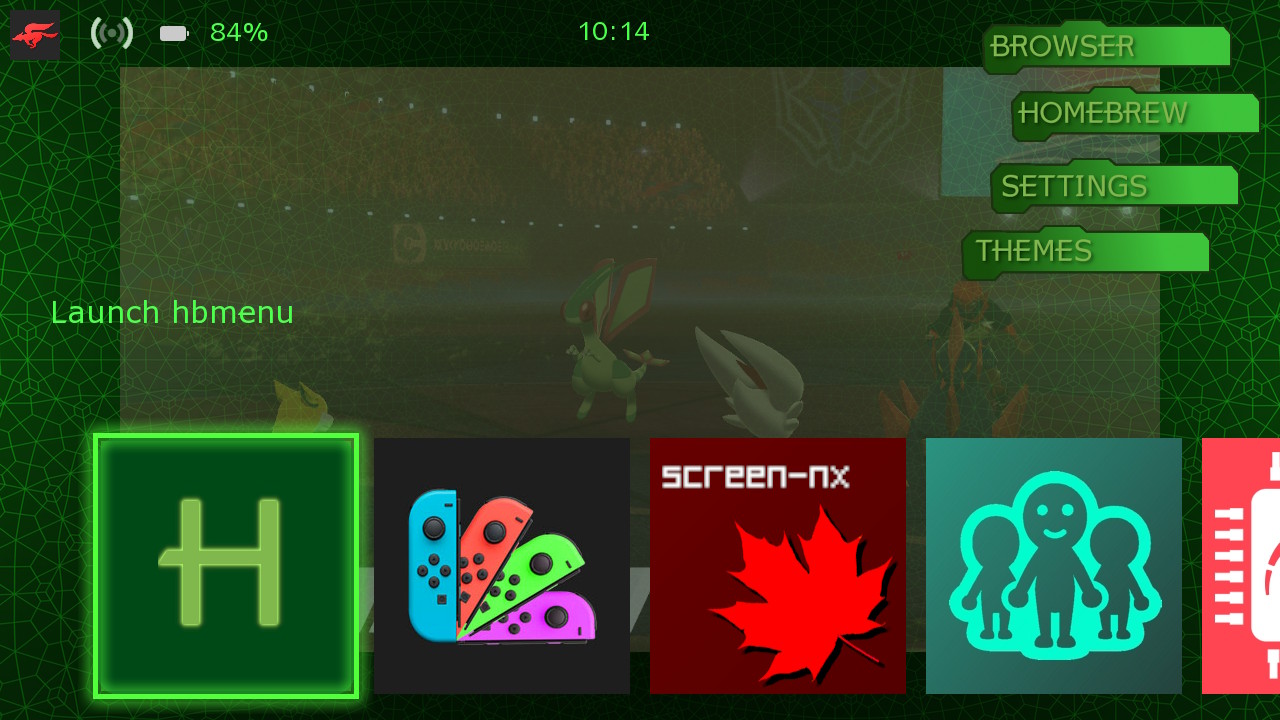 84%
10:14
BROWSER
HOMEBREW
SETTINGS
THEMES
Launch hbmenu
H
screen-nx